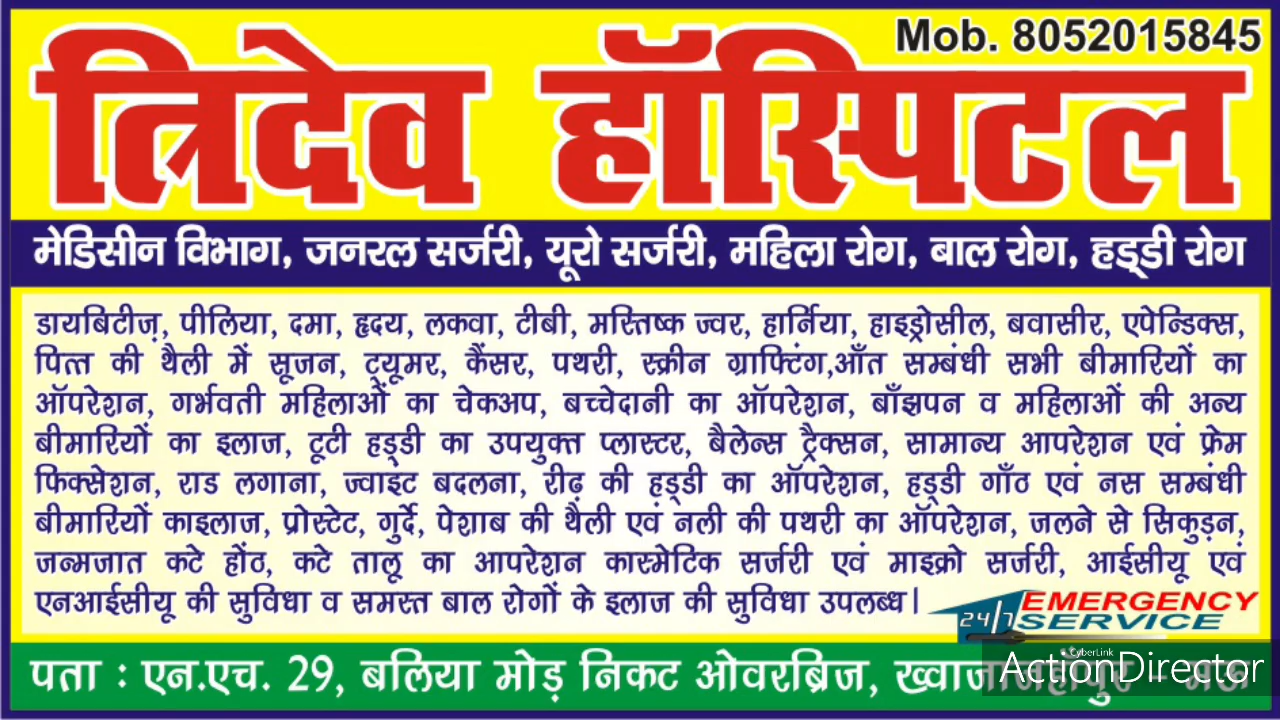 Mob. 8052015845
त्रिदेव हॉस्पिटल
मेडिसीन विभाग, जनरल सर्जरी, यूरो सर्जरी, महिला रोग, बाल रोग, हड्डी रोग
डायबिटीज़, पीलिया, दमा, हृदय, लकवा, टीबी, मस्तिष्क ज्वर, हार्निया, हाइड्रोसील, बवासीर, एपेन्डिक्स,
पित्त की थैली में सूजन, ट्यूमर, कैंसर, पथरी, स्क्रीन ग्राफ्टिंग,आँत सम्बंधी सभी बीमारियों का
ऑपरेशन, गर्भवती महिलाओं का चेकअप, बच्चेदानी का ऑपरेशन, बाँझपन व महिलाओं की अन्य
बीमारियों का इलाज, टूटी हड्डी का उपयुक्त प्लास्टर, बैलेन्स ट्रैक्सन, सामान्य आपरेशन एवं फ्रेम
फिक्सेशन, राड लगाना, ज्वाइट बदलना, रीढ़ की हड्डी का ऑपरेशन, हड्डी गाँठ एवं नस सम्बंधी
बीमारियों काइलाज, प्रोस्टेट, गुर्दे, पेशाब की थैली एवं नली की पथरी का ऑपरेशन, जलने से सिकुड़न,
जन्मजात कटे होंठ, कटे तालू का आपरेशन कास्मेटिक सर्जरी एवं माइक्रो सर्जरी, आईसीयू एवं
एनआईसीयू की सुविधा व समस्त बाल रोगों के इलाज की सुविधा उपलब्ध।
24/7 EMERGENCY SERVICE
पता : एन.एच. 29, बलिया मोड़ निकट ओवरब्रिज, ख्वाजाजहाँपुर - मऊ
CyberLink
ActionDirector